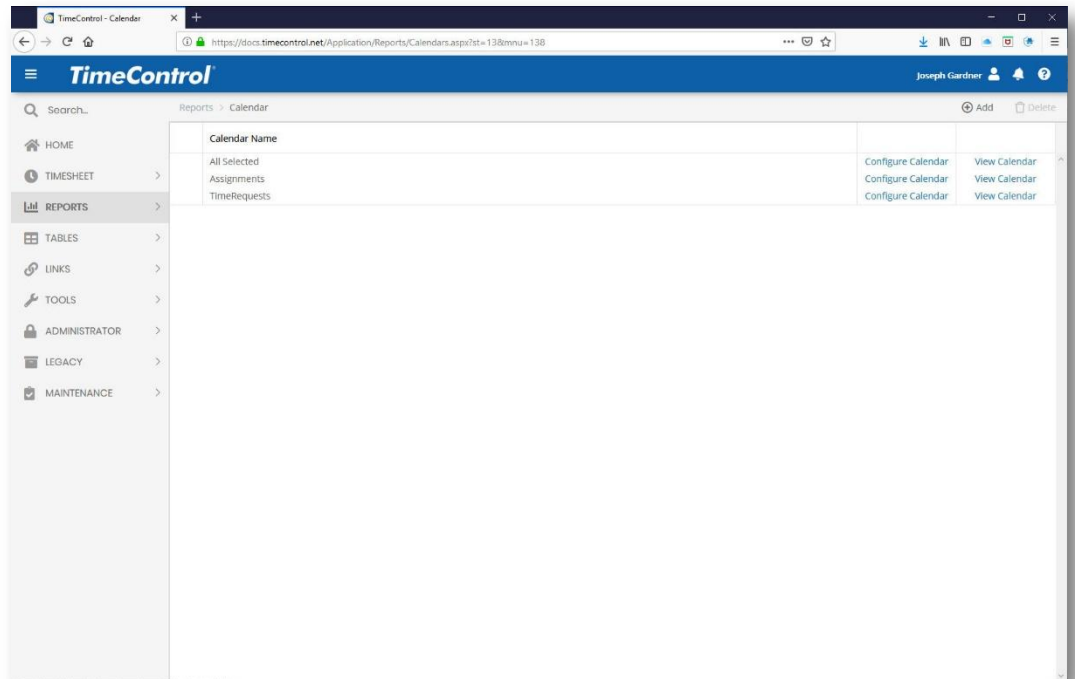 TimeControl - Calendar
https://docs.timecontrol.net/Application/Reports/Calendars.aspx?st=138&mnu=138
TimeControl
Joseph Gardner
Search...
Reports > Calendar
Add
Delete
HOME
TIMESHEET
REPORTS
TABLES
LINKS
TOOLS
ADMINISTRATOR
LEGACY
MAINTENANCE
Calendar Name
All Selected Configure Calendar View Calendar
Assignments Configure Calendar View Calendar
TimeRequests Configure Calendar View Calendar